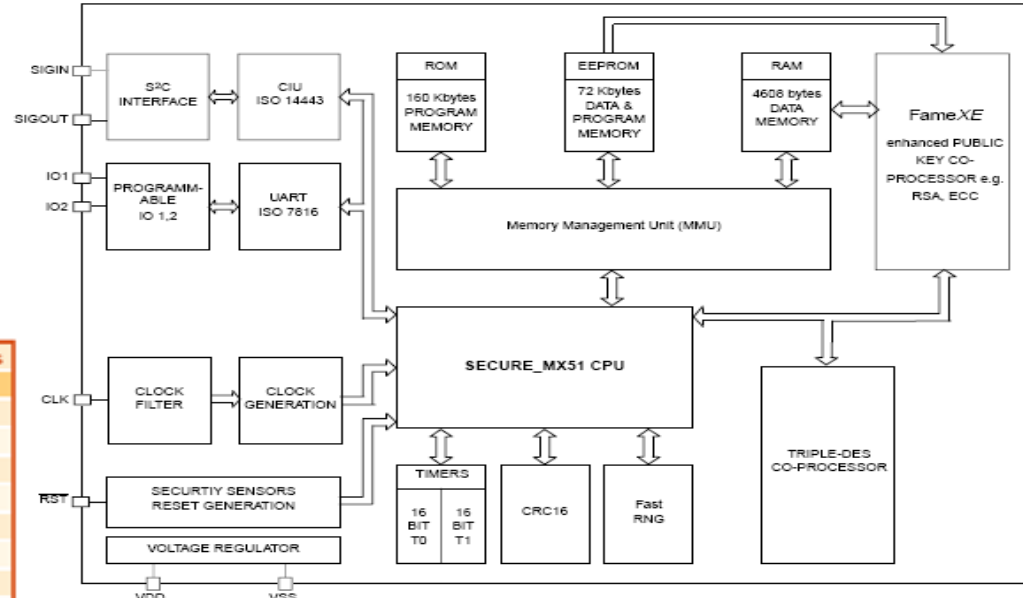 SIGIN
SIGOUT
S²C
INTERFACE
CIU
ISO 14443
IO1
IO2
PROGRAMM-
ABLE
IO 1,2
UART
ISO 7816
ROM
160 Kbytes
PROGRAM
MEMORY
EEPROM
72 Kbytes
DATA &
PROGRAM
MEMORY
RAM
4608 bytes
DATA
MEMORY
FameXE
enhanced PUBLIC
KEY CO-
PROCESSOR e.g.
RSA, ECC
Memory Management Unit (MMU)
SECURE_MX51 CPU
CLK
CLOCK
FILTER
CLOCK
GENERATION
RST
SECURTIY SENSORS
RESET GENERATION
VOLTAGE REGULATOR
VDD
VSS
TIMERS
16
BIT
T0
16
BIT
T1
CRC16
Fast
RNG
TRIPLE-DES
CO-PROCESSOR